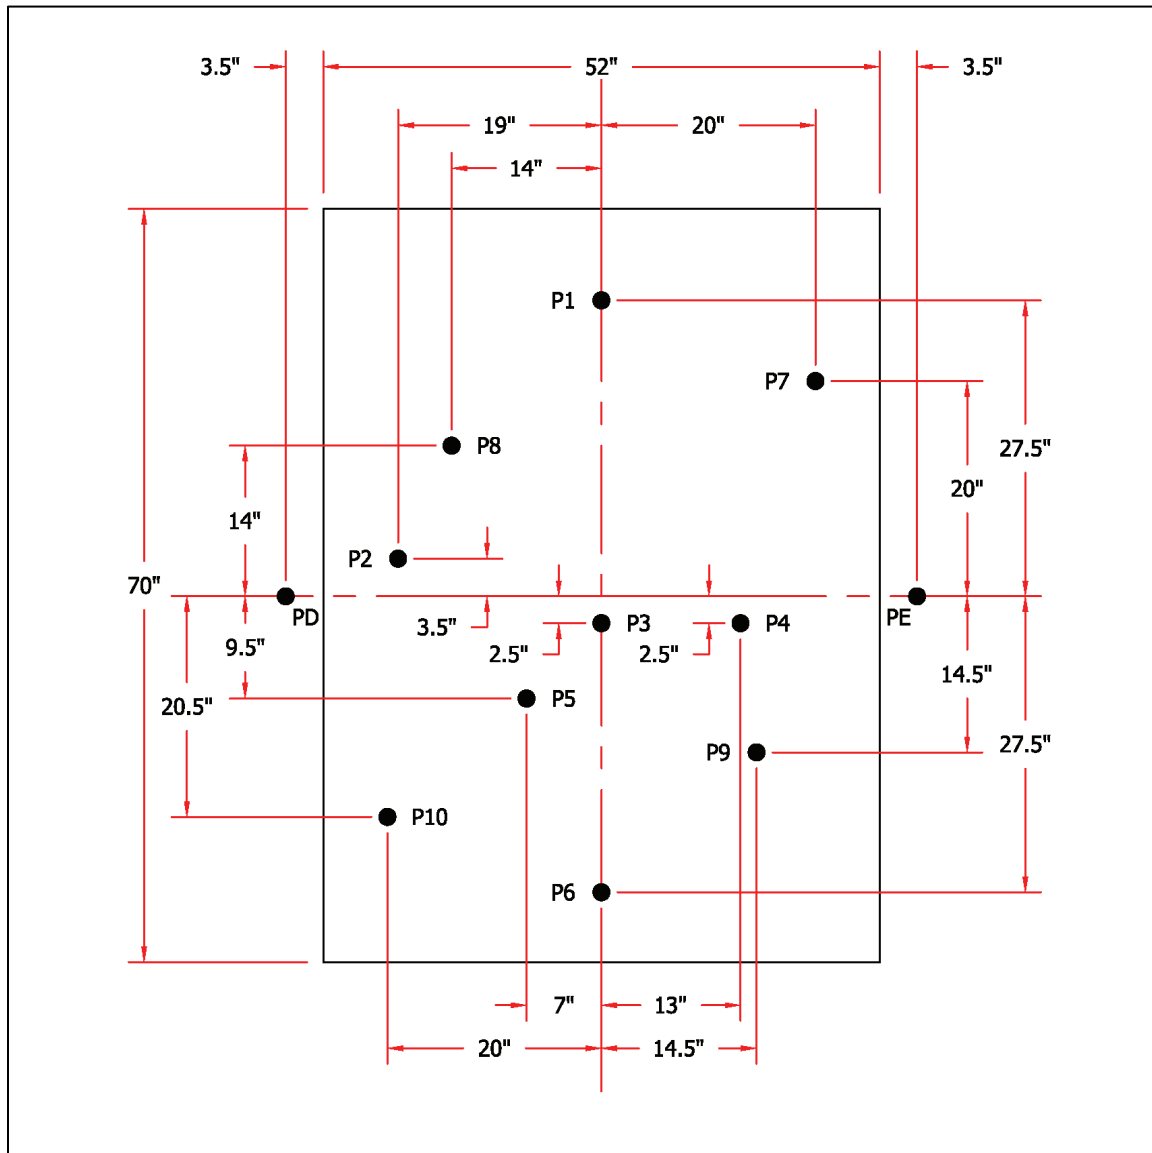 3.5" 52" 3.5"
19" 20"
14"
P1
P7
P8 27.5"
20"
14"
P2
70"
PD PE
3.5" P3 P4
9.5" 2.5" 2.5"
14.5"
20.5" P5
P9 27.5"
P10
P6
7" 13"
20" 14.5"